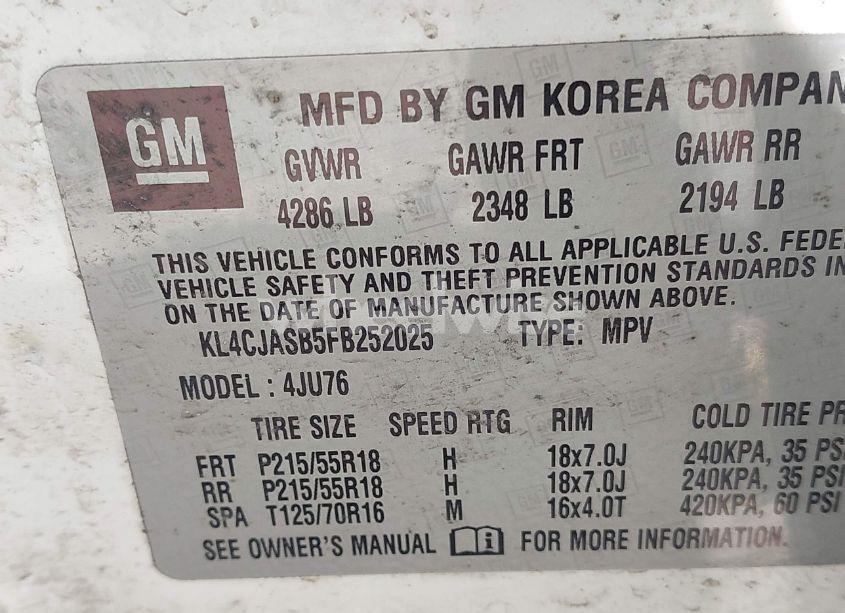 GM
MFD BY GM KOREA COMPAN
GVWR GAWR FRT GAWR RR
4286 LB 2348 LB 2194 LB
THIS VEHICLE CONFORMS TO ALL APPLICABLE U.S. FEDE
VEHICLE SAFETY AND THEFT PREVENTION STANDARDS IN
ON THE DATE OF MANUFACTURE SHOWN ABOVE.
KL4CJASB5FB252025 TYPE: MPV
MODEL: 4JU76
TIRE SIZE SPEED RTG RIM COLD TIRE PR
FRT P215/55R18 H 18x7.0J 240KPA, 35 PSI
RR P215/55R18 H 18x7.0J 240KPA, 35 PSI
SPA T125/70R16 M 16x4.0T 420KPA, 60 PSI
SEE OWNER'S MANUAL FOR MORE INFORMATION.